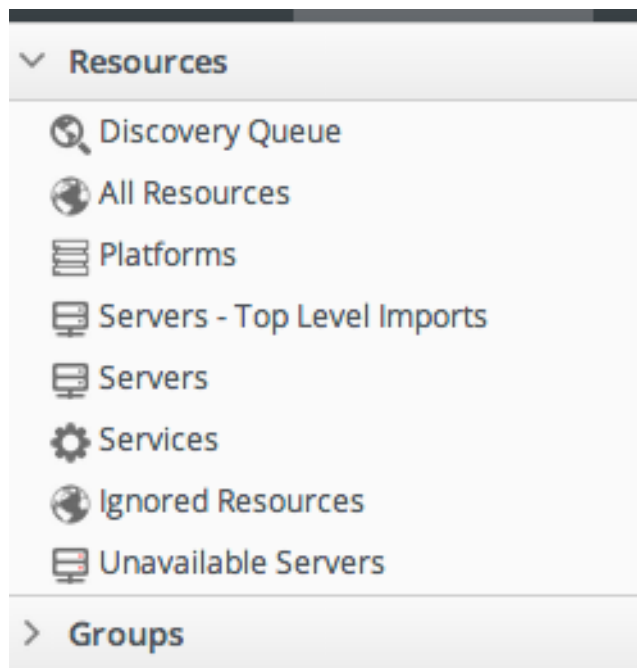 Resources
Discovery Queue
All Resources
Platforms
Servers - Top Level Imports
Servers
Services
Ignored Resources
Unavailable Servers
Groups